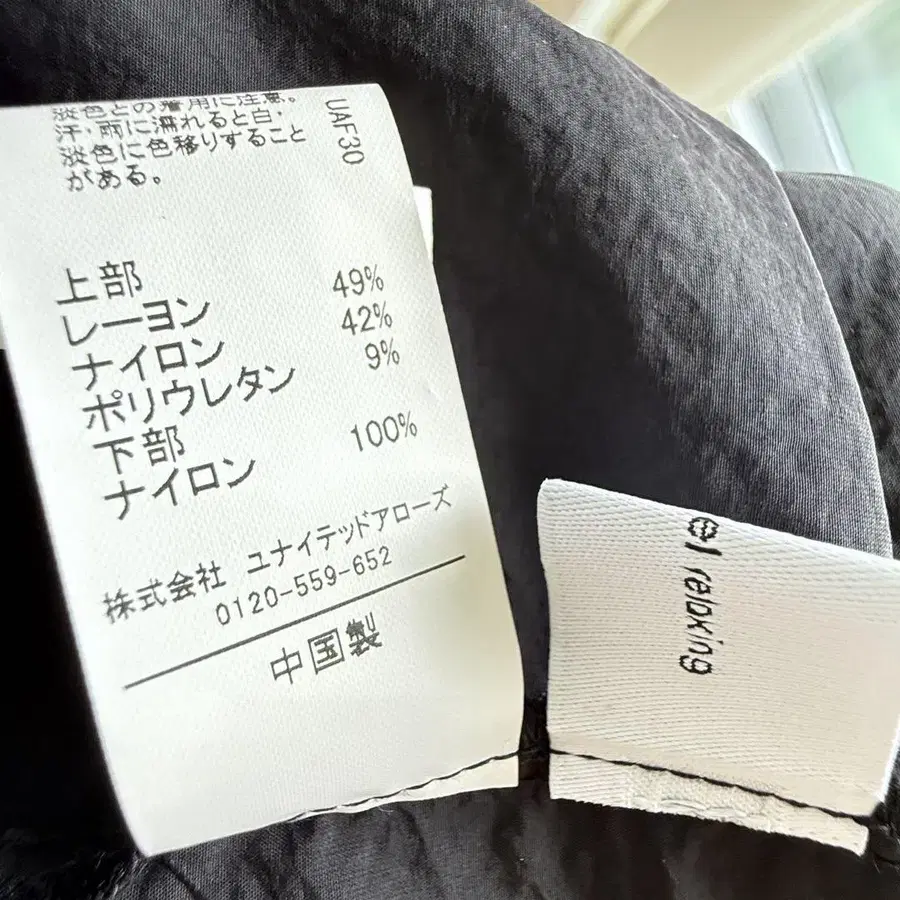 淡色との着用に注意。
汗・雨に濡れると白・
淡色に色移りすること
がある。
UAF30
上部
レーヨン 49%
ナイロン 42%
ポリウレタン 9%
下部
ナイロン 100%
株式会社 ユナイテッドアローズ
0120-559-652
中国製
el relaxing